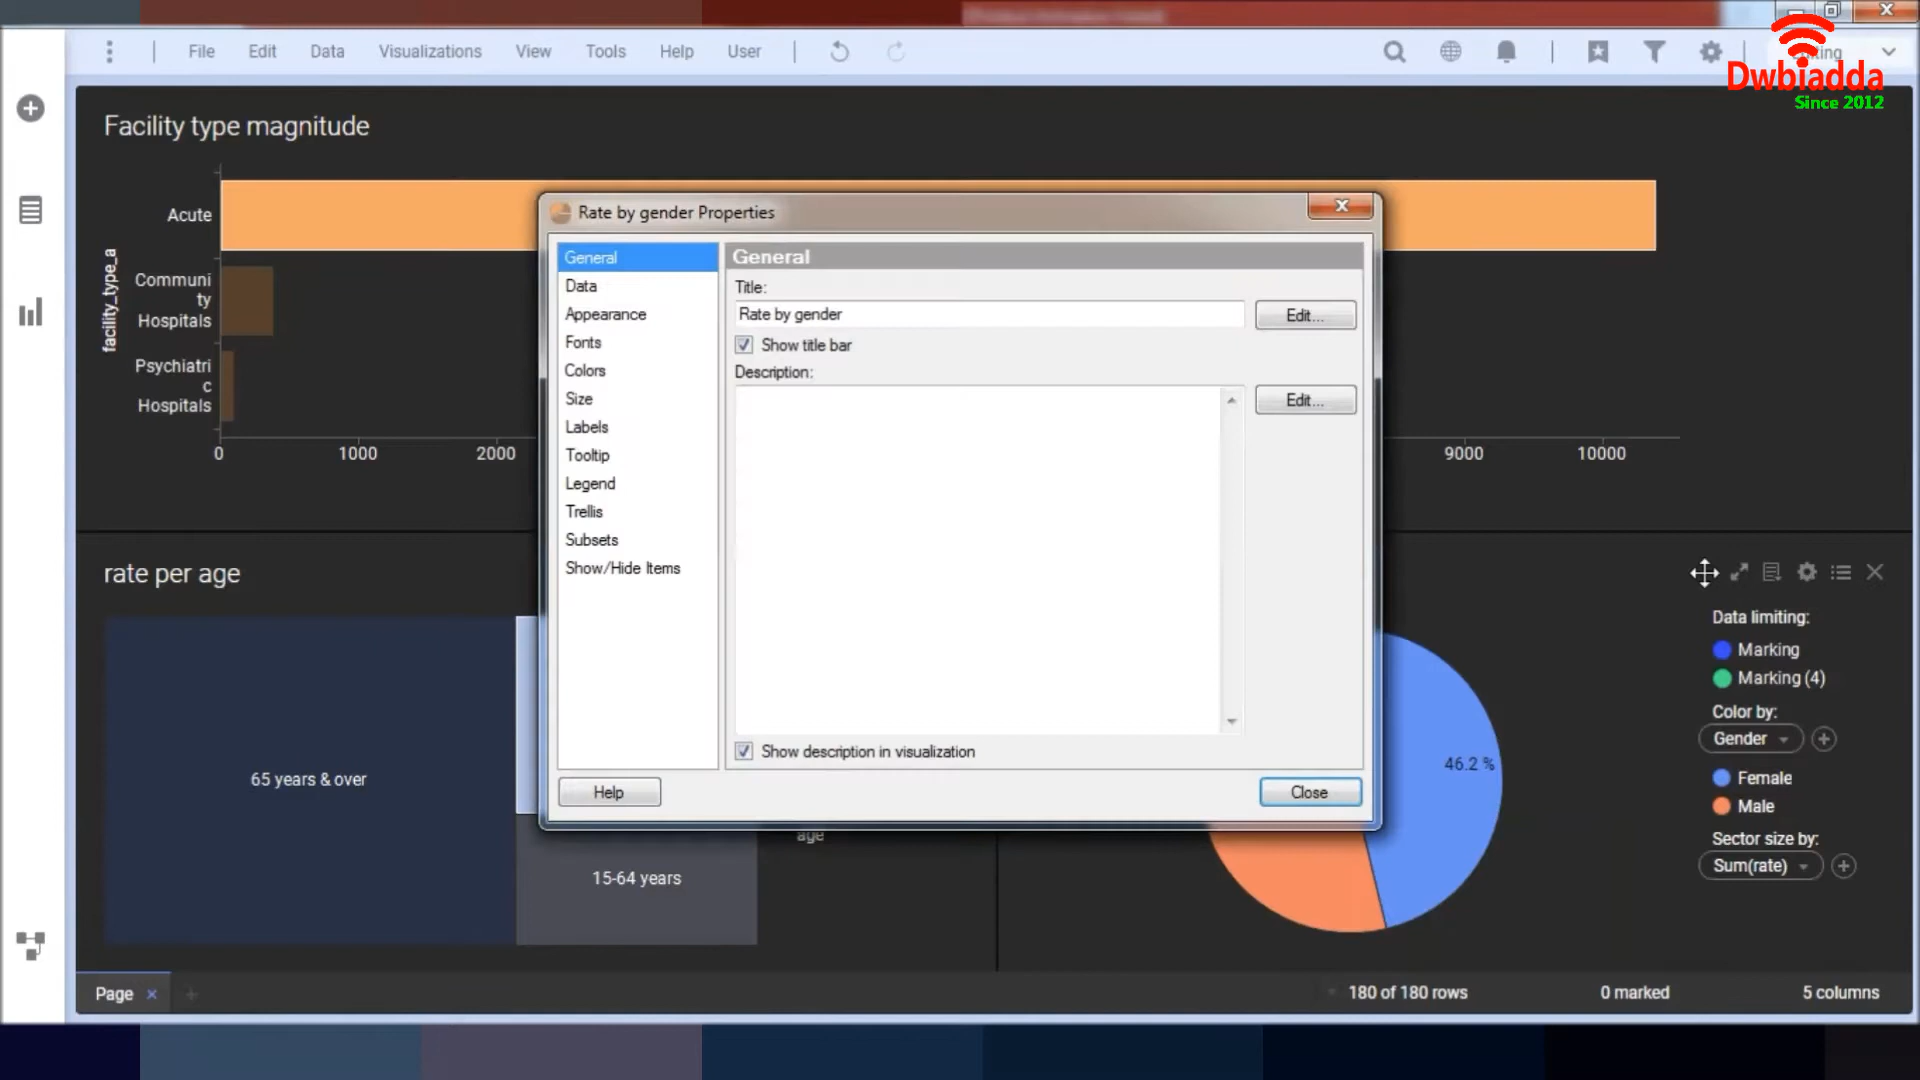 File Edit Data Visualizations View Tools Help User
Dwbiadda
Since 2012
Facility type magnitude
facility_type_a
Acute
Communi
ty
Hospitals
Psychiatri
c
Hospitals
0 1000 2000 9000 10000
Rate by gender Properties
General
Data
Appearance
Fonts
Colors
Size
Labels
Tooltip
Legend
Trellis
Subsets
Show/Hide Items
General
Title:
Rate by gender
Edit...
Show title bar
Description:
Edit...
Show description in visualization
Help
Close
rate per age
65 years & over
15-64 years
age
46.2 %
Data limiting:
Marking
Marking (4)
Color by:
Gender
Female
Male
Sector size by:
Sum(rate)
Page
180 of 180 rows
0 marked
5 columns